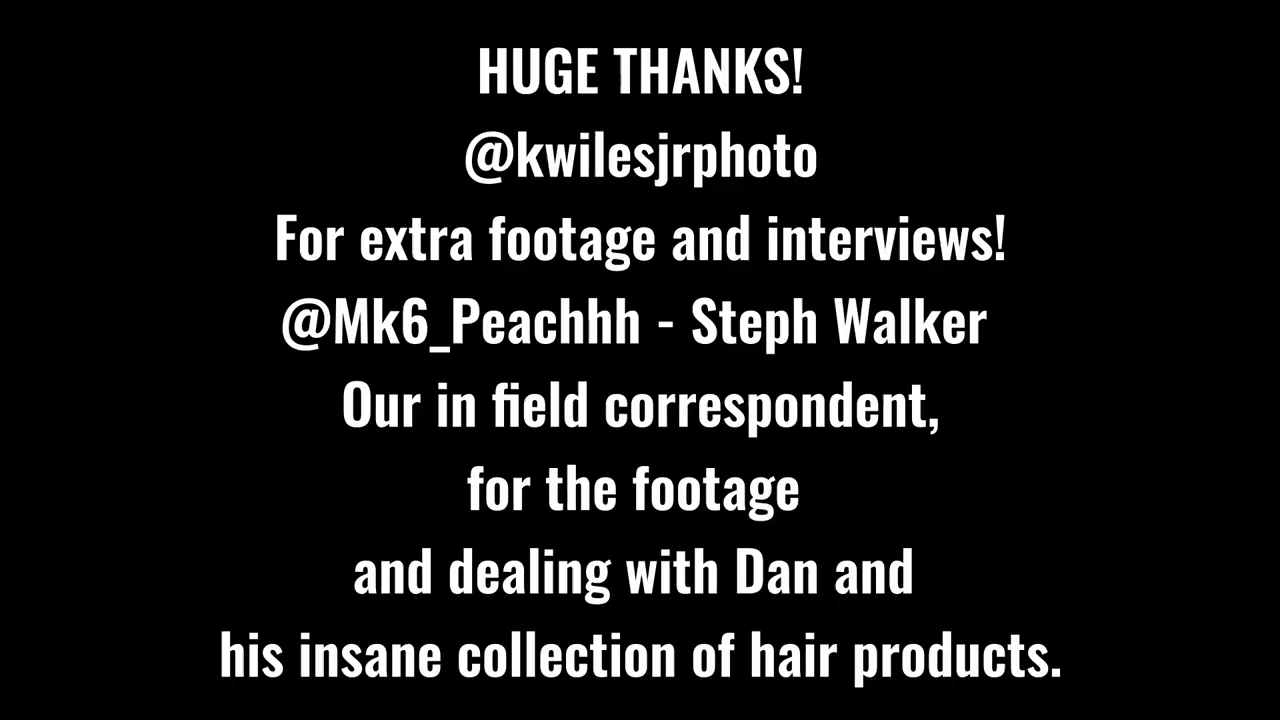 HUGE THANKS!
@kwilesjrphoto
For extra footage and interviews!
@Mk6_Peachhh - Steph Walker
Our in field correspondent,
for the footage
and dealing with Dan and
his insane collection of hair products.